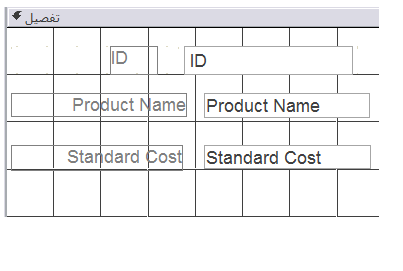 تفصيل
ID ID
Product Name Product Name
Standard Cost Standard Cost